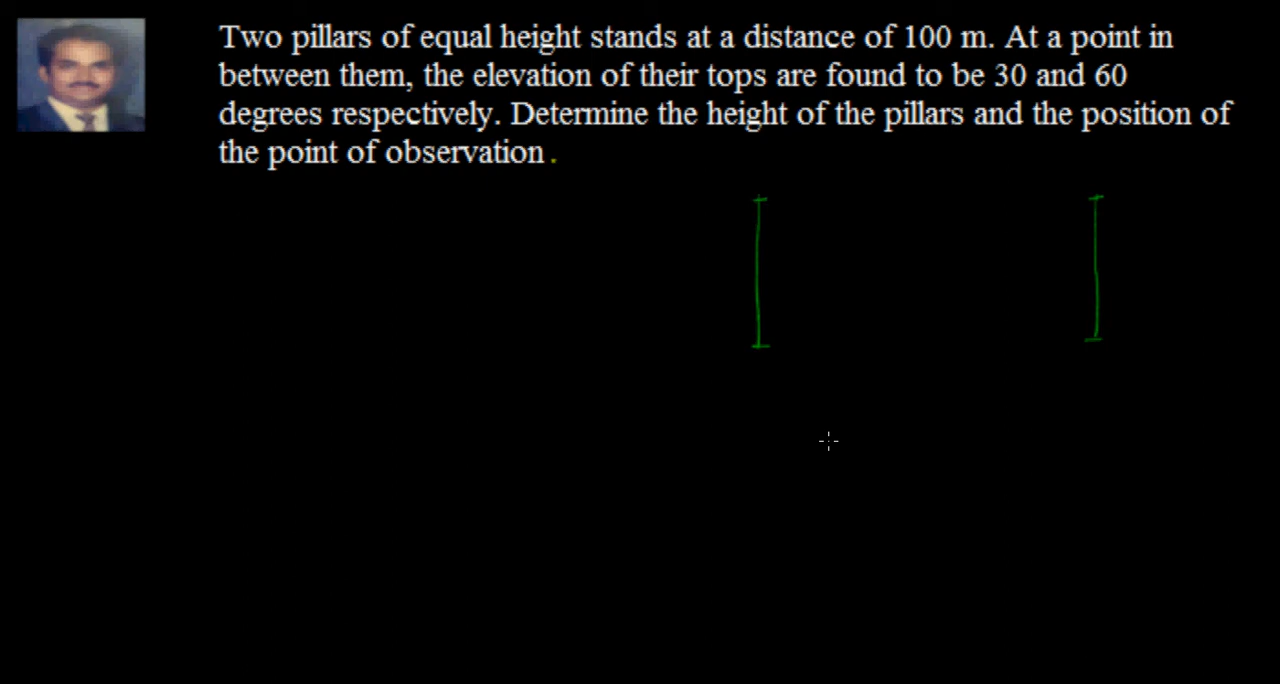 Two pillars of equal height stands at a distance of 100 m. At a point in
between them, the elevation of their tops are found to be 30 and 60
degrees respectively. Determine the height of the pillars and the position of
the point of observation.